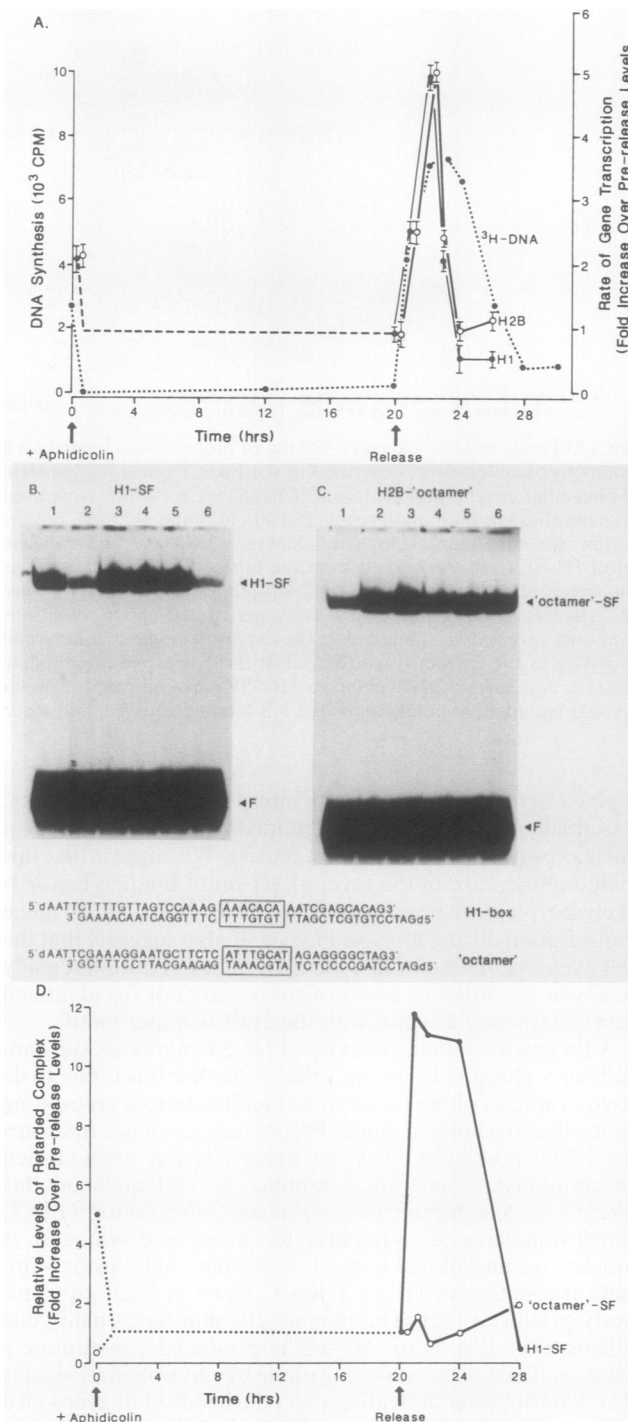 A.
DNA Synthesis (10³ CPM)
10
8
6
4
2
0
6
5
4
3
2
1
0
Rate of Gene Transcription
(Fold Increase Over Pre-release Levels)
³H-DNA
H2B
H1
0
4
8
12
16
20
24
28
Time (hrs)
+ Aphidicolin
Release
B.
H1-SF
1 2 3 4 5 6
H1-SF
F
C.
H2B-'octamer'
1 2 3 4 5 6
'octamer'-SF
F
5'dAATTCTTTTGTTAGTCCAAAG AAACACA AATCGAGCACAG3'
3'GAAAACAATCAGGTTTC TTTGTGT TTAGCTCGTGTCCTAGd5'
H1-box
5'dAATTCGAAAGGAATGCTTCTC ATTTGCAT AGAGGGGCTAG3'
3'GCTTTCCTTACGAAGAG TAAACGTA TCTCCCCGATCCTAGd5'
'octamer'
D.
Relative Levels of Retarded Complex
(Fold Increase Over Pre-release Levels)
12
10
8
6
4
2
0
'octamer'-SF
H1-SF
0
4
8
12
16
20
24
28
Time (hrs)
+ Aphidicolin
Release